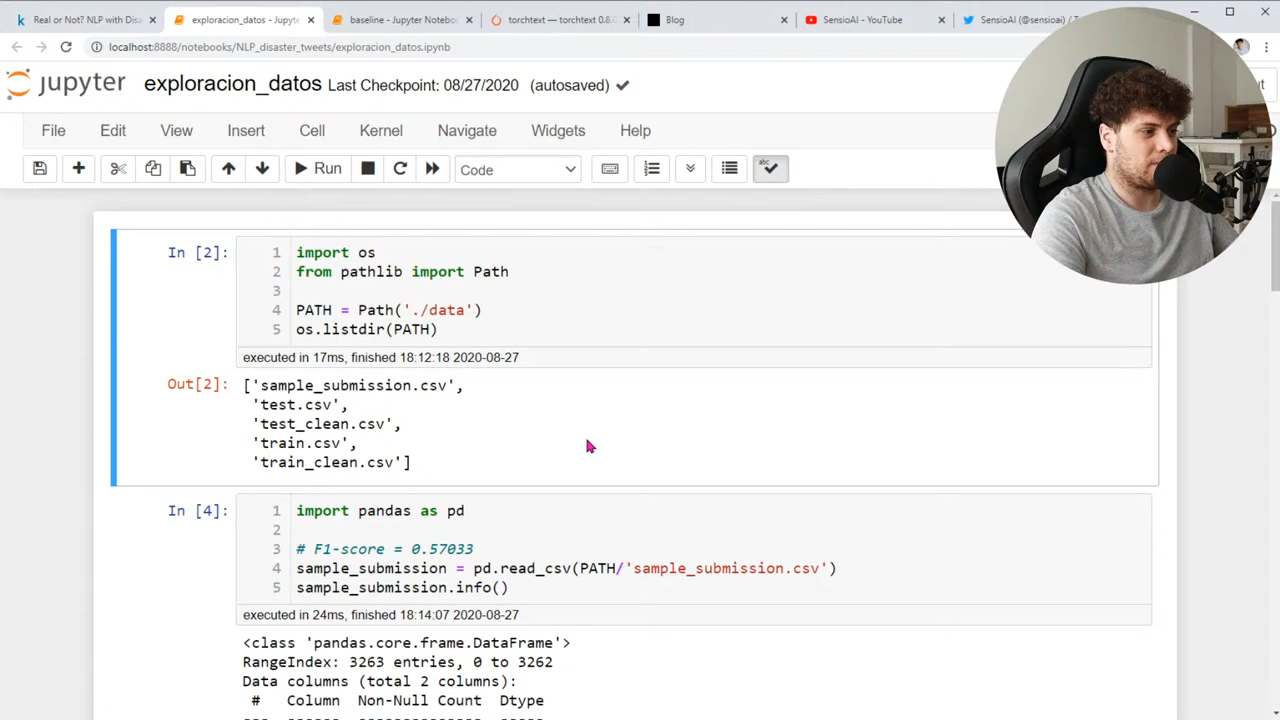 Real or Not? NLP with Disa
exploracion_datos - Jupyte
baseline - Jupyter Notebo
torchtext — torchtext 0.8.
Blog
SensioAI - YouTube
SensioAI (@sensioai) / T
localhost:8888/notebooks/NLP_disaster_tweets/exploracion_datos.ipynb
jupyter exploracion_datos Last Checkpoint: 08/27/2020 (autosaved)
File Edit View Insert Cell Kernel Navigate Widgets Help
Run Code abc
In [2]: 1 import os
2 from pathlib import Path
3
4 PATH = Path('./data')
5 os.listdir(PATH)
executed in 17ms, finished 18:12:18 2020-08-27
Out[2]: ['sample_submission.csv',
'test.csv',
'test_clean.csv',
'train.csv',
'train_clean.csv']
In [4]: 1 import pandas as pd
2
3 # F1-score = 0.57033
4 sample_submission = pd.read_csv(PATH/'sample_submission.csv')
5 sample_submission.info()
executed in 24ms, finished 18:14:07 2020-08-27
<class 'pandas.core.frame.DataFrame'>
RangeIndex: 3263 entries, 0 to 3262
Data columns (total 2 columns):
# Column Non-Null Count Dtype
--- ------ -------------- -----